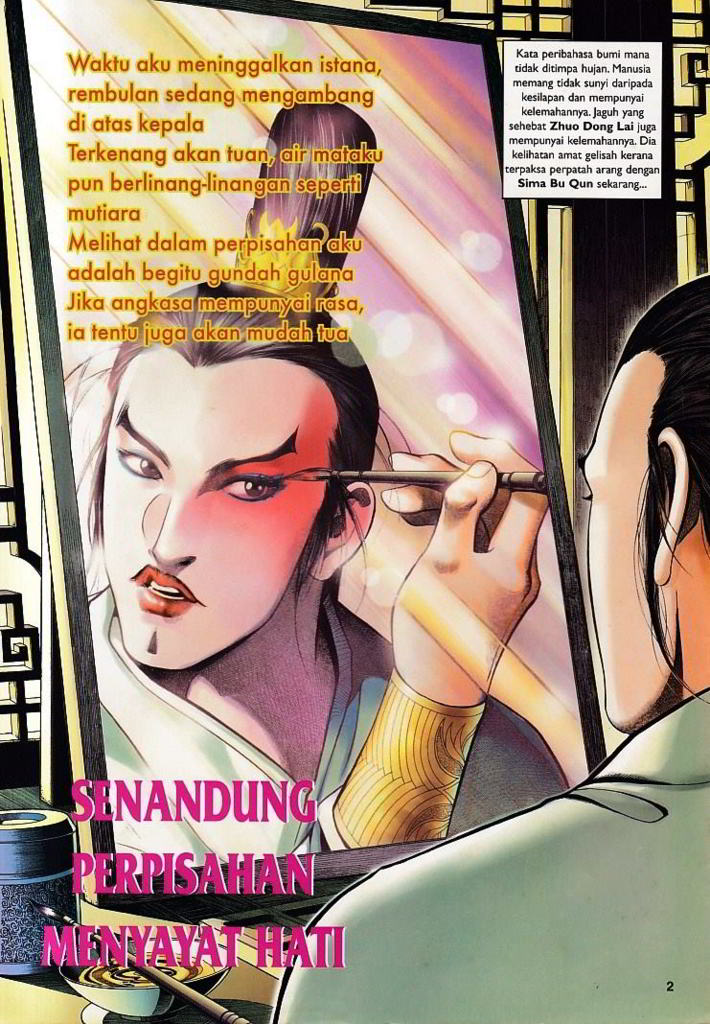 Waktu aku meninggalkan istana,
rembulan sedang mengambang
di atas kepala
Terkenang akan tuan, air mataku
pun berlinang-linangan seperti
mutiara
Melihat dalam perpisahan aku
adalah begitu gundah gulana
Jika angkasa mempunyai rasa,
ia tentu juga akan mudah tua
Kata peribahasa bumi mana
tidak ditimpa hujan. Manusia
memang tidak sunyi daripada
kesilapan dan mempunyai
kelemahannya. Jaguh yang
sehebat Zhuo Dong Lai juga
mempunyai kelemahannya. Dia
kelihatan amat gelisah kerana
terpaksa perpatah arang dengan
Sima Bu Qun sekarang...
SENANDUNG
PERPISAHAN
MENYAYAT HATI
2